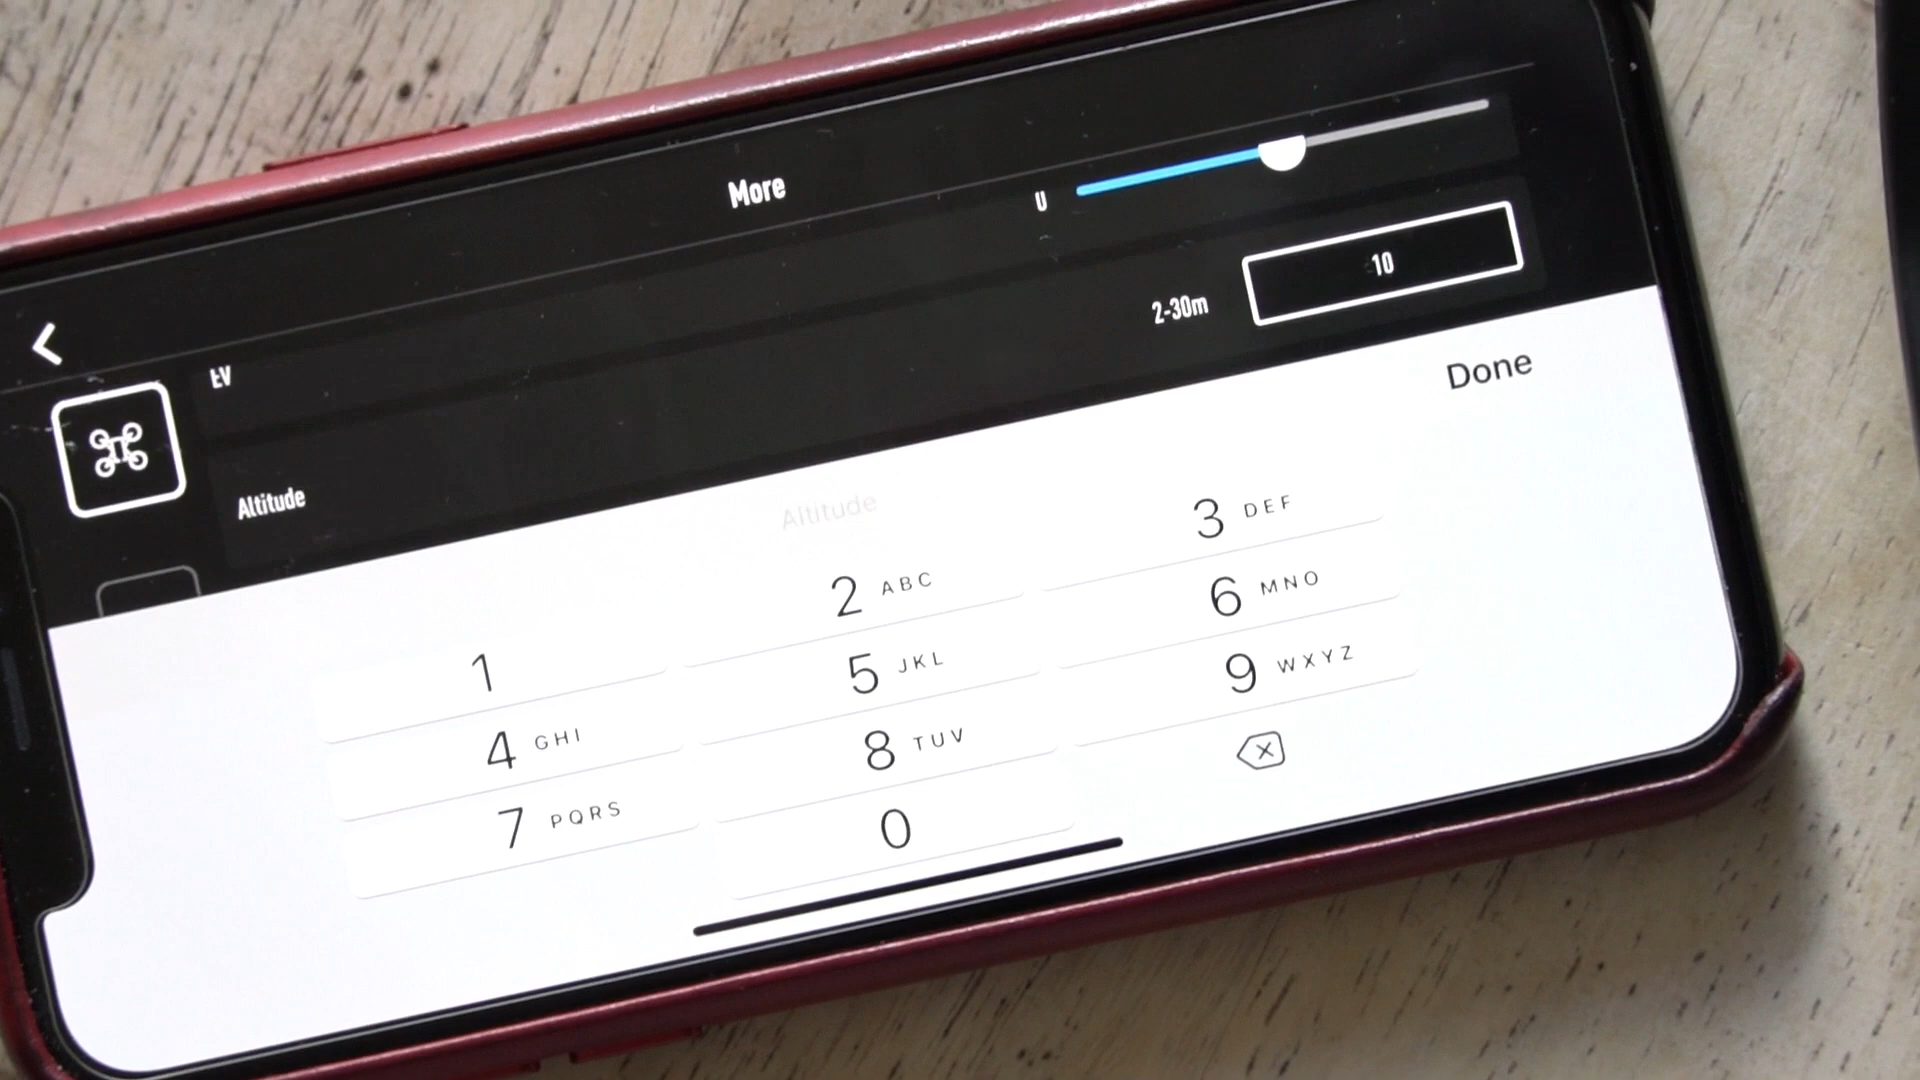 More
EV
0
Altitude
2-30m
10
Done
Altitude
1
2 ABC
3 DEF
4 GHI
5 JKL
6 MNO
7 PQRS
8 TUV
9 WXYZ
0